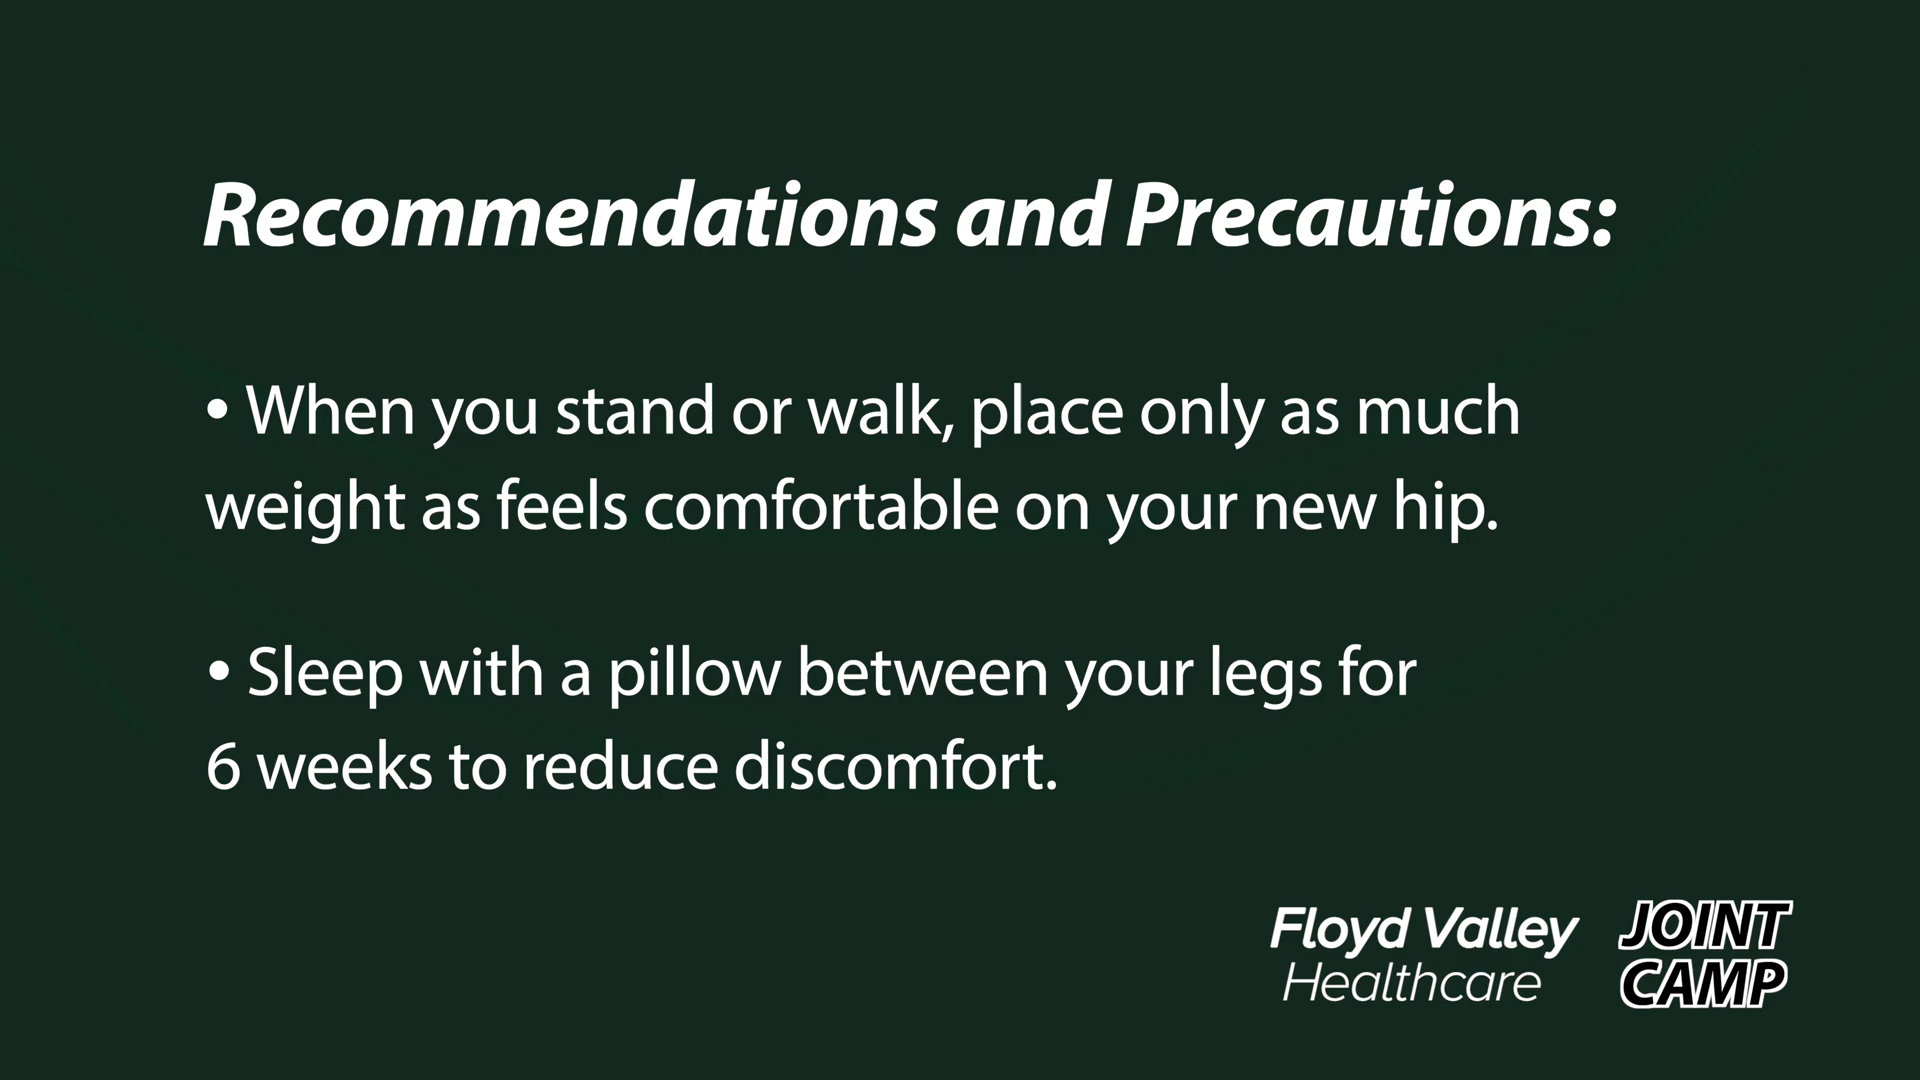 Recommendations and Precautions:
• When you stand or walk, place only as much
weight as feels comfortable on your new hip.
• Sleep with a pillow between your legs for
6 weeks to reduce discomfort.
Floyd Valley
Healthcare
JOINT
CAMP